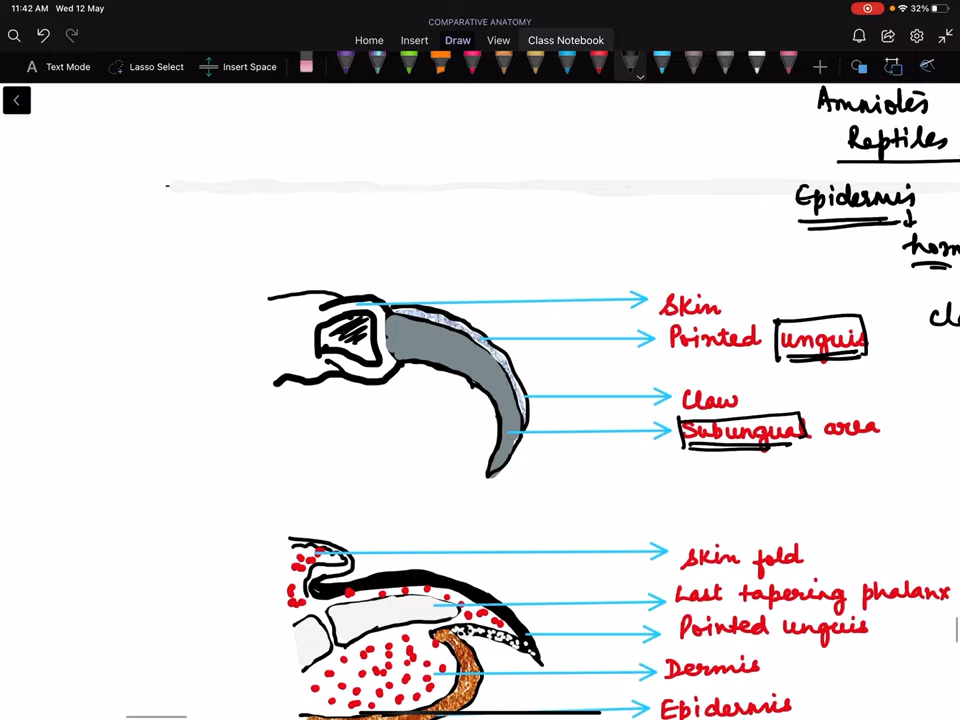 11:42 AM Wed 12 May
32%
COMPARATIVE ANATOMY
Home Insert Draw View Class Notebook
Text Mode Lasso Select Insert Space
Amniotes
Reptiles
Epidermis
Skin
Pointed unguis
Claw
Subungual area
Skin fold
Last tapering phalanx
Pointed unguis
Dermis
Epidermis